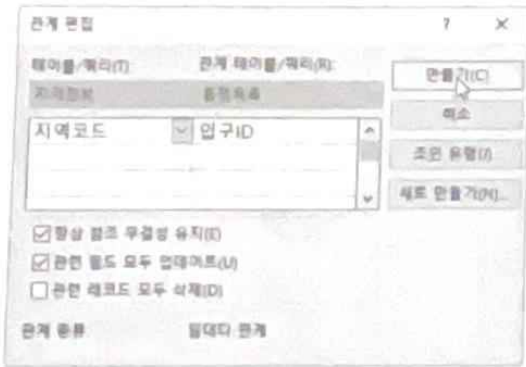 관계 편집 ? ×
테이블/쿼리(T): 관계 테이블/쿼리(R):
지역정보
만들기(C)
지역코드 입구ID
취소
조인 유형(J)
새로 만들기(N)...
항상 참조 무결성 유지(E)
관련 필드 모두 업데이트(U)
관련 레코드 모두 삭제(D)
관계 종류 일대다 관계